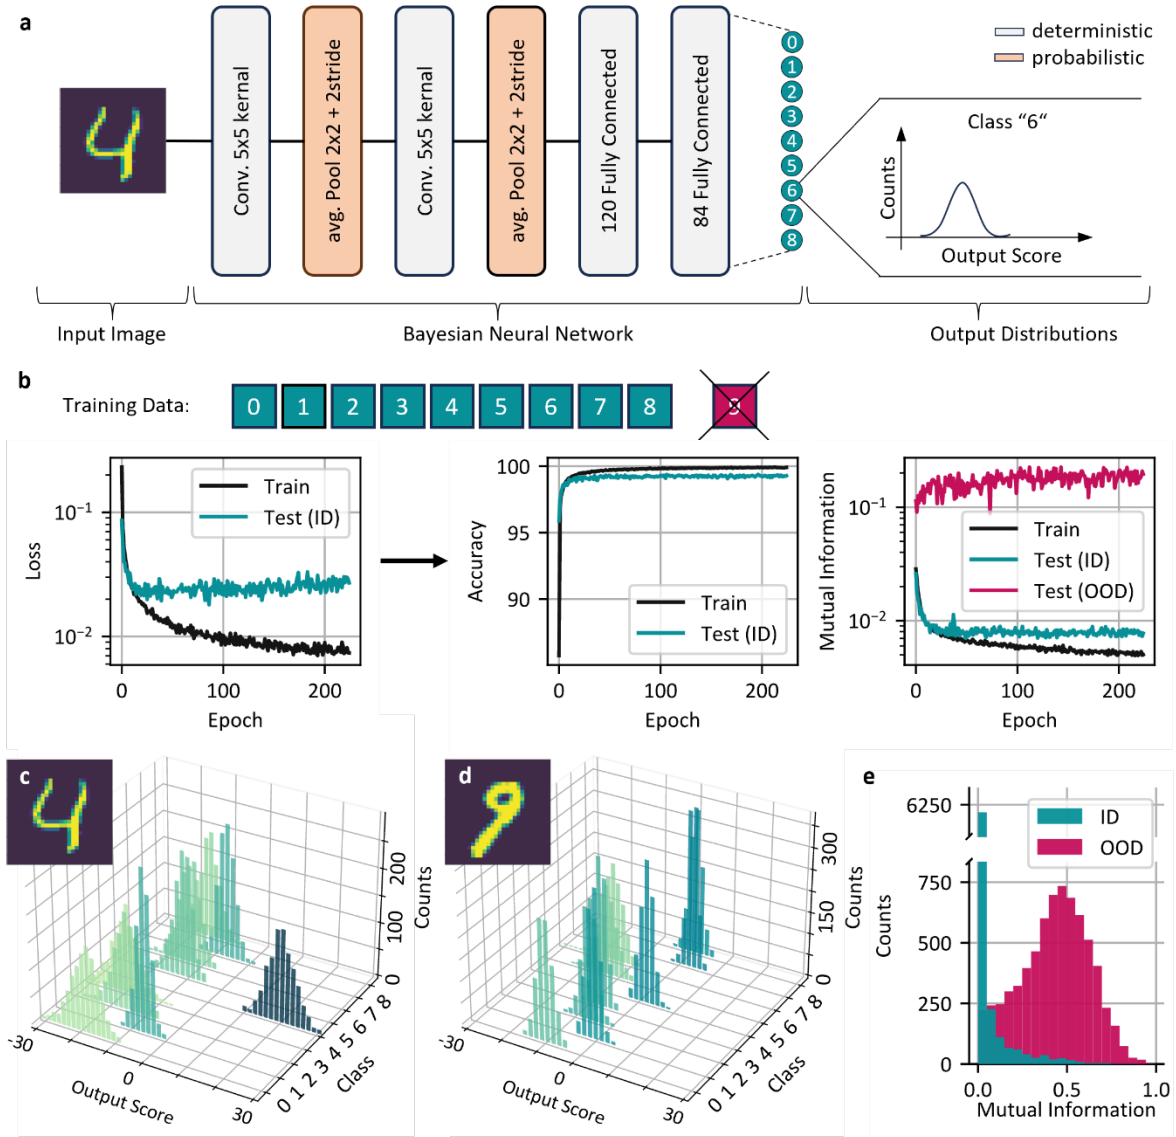 a
deterministic
probabilistic
Conv. 5x5 kernel
avg. Pool 2x2 + 2stride
Conv. 5x5 kernel
avg. Pool 2x2 + 2stride
120 Fully Connected
84 Fully Connected
0
1
2
3
4
5
6
7
8
Class “6“
Counts
Output Score
Input Image
Bayesian Neural Network
Output Distributions
b
Training Data:
0 1 2 3 4 5 6 7 8 9
Loss
10⁻¹
10⁻²
Train
Test (ID)
0 100 200
Epoch
Accuracy
100
95
90
Train
Test (ID)
0 100 200
Epoch
Mutual Information
10⁻¹
10⁻²
Train
Test (ID)
Test (OOD)
0 100 200
Epoch
c
200
100
0
Counts
-30
0
30
Output Score
0 1 2 3 4 5 6 7 8
Class
d
300
150
0
Counts
-30
0
30
Output Score
0 1 2 3 4 5 6 7 8
Class
e
6250
750
500
250
0
Counts
ID
OOD
0.0 0.5 1.0
Mutual Information